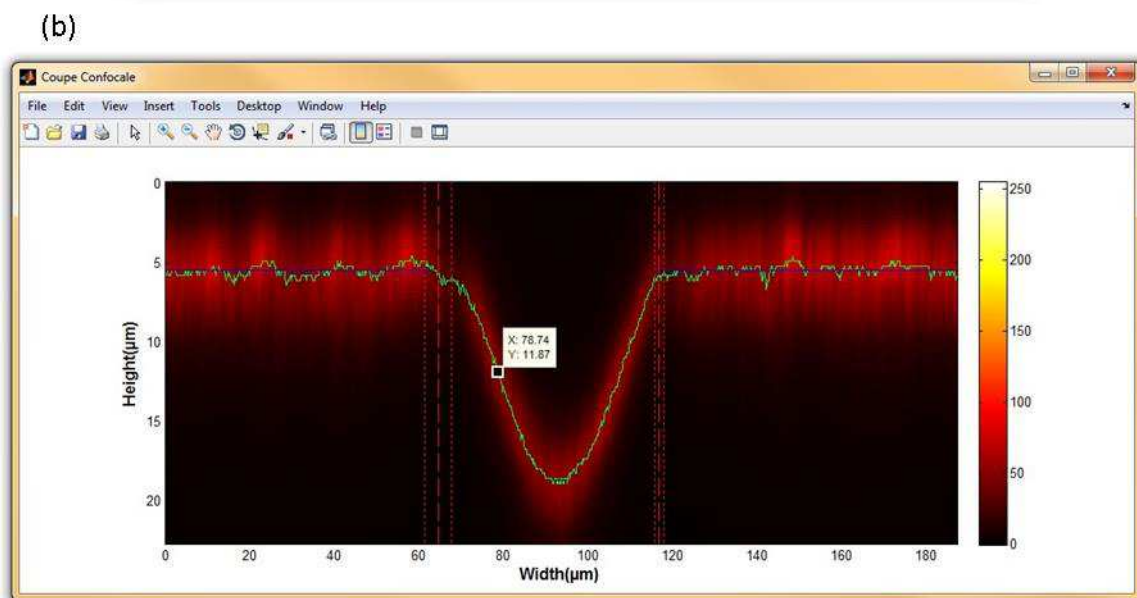 (b)
Coupe Confocale
File Edit View Insert Tools Desktop Window Help
0
5
10
15
20
Height(µm)
X: 78.74
Y: 11.87
0 20 40 60 80 100 120 140 160 180
Width(µm)
250
200
150
100
50
0